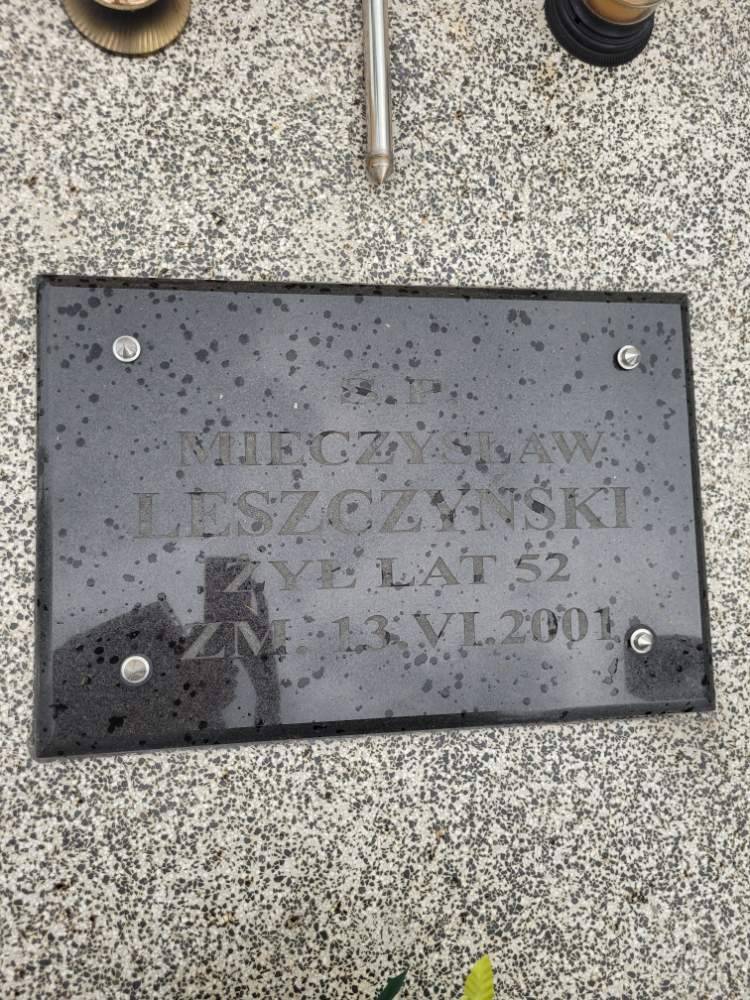 Ś. P.
MIECZYSŁAW
LESZCZYŃSKI
ŻYŁ LAT 52
ZM. 13.VI.2001